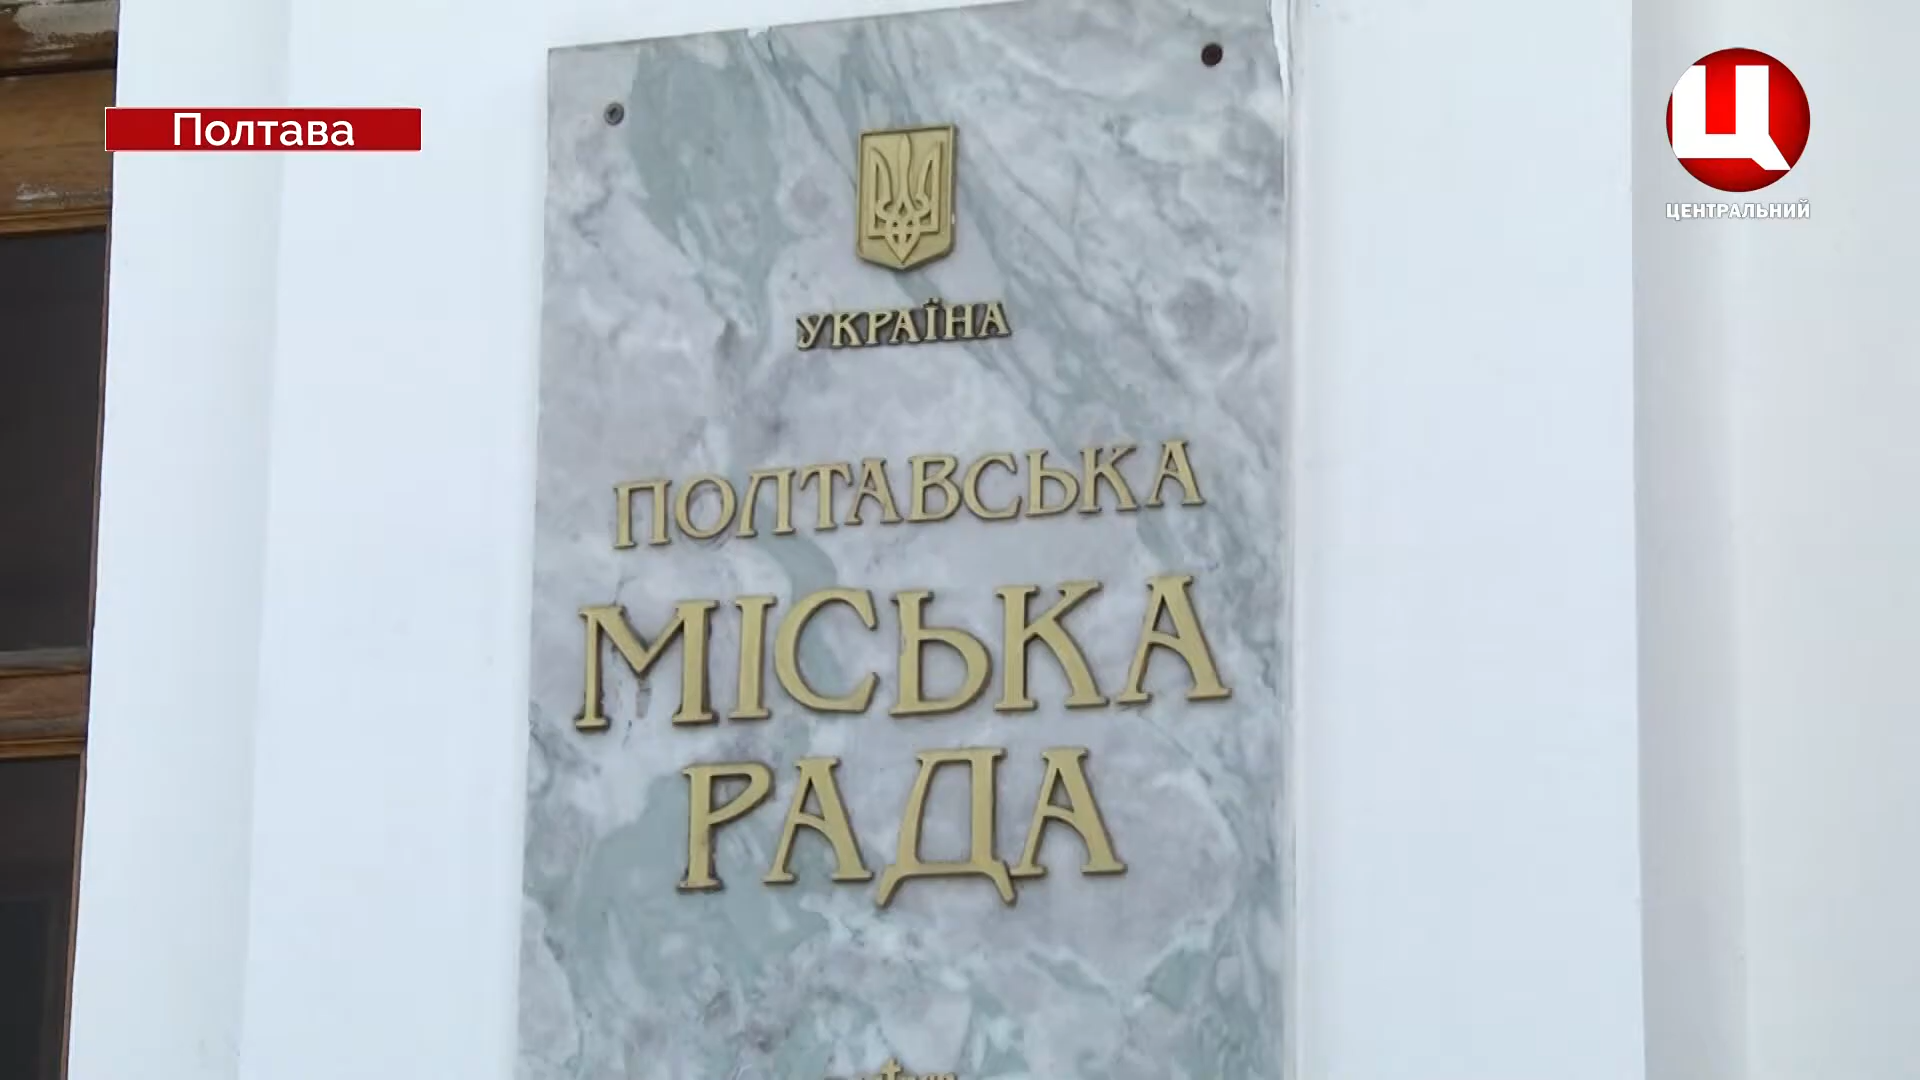 Полтава
Ц
ЦЕНТРАЛЬНИЙ
УКРАЇНА
ПОЛТАВСЬКА
МІСЬКА
РАДА